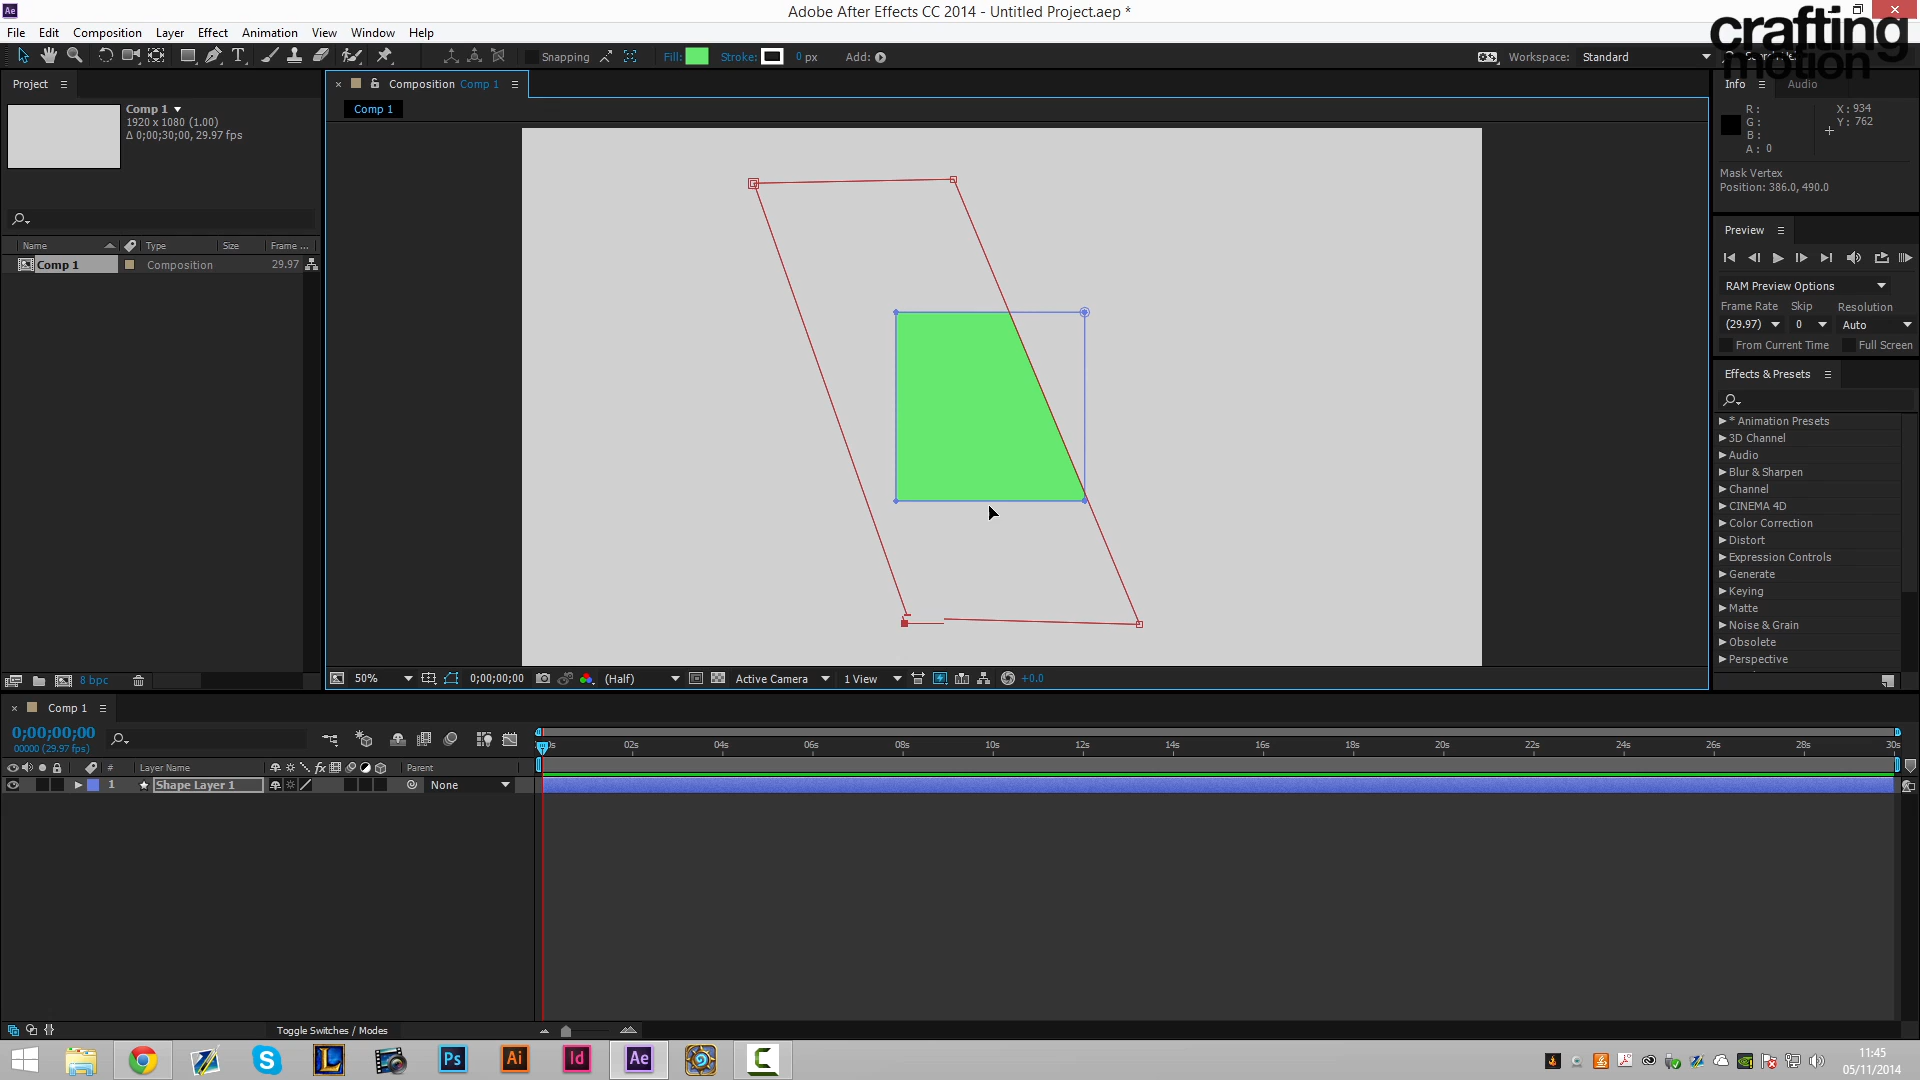 Adobe After Effects CC 2014 - Untitled Project.aep *
File Edit Composition Layer Effect Animation View Window Help
crafting
motion
Snapping Fill: Stroke: 0 px Add: Workspace: Standard
Project
Composition Comp 1
Info Audio
Comp 1
Comp 1
1920 x 1080 (1.00)
Δ 0;00;30;00, 29.97 fps
R: X: 934
G: Y: 762
B:
A: 0
Mask Vertex
Position: 386.0, 490.0
Preview
Name Type Size Frame ...
Comp 1 Composition 29.97
RAM Preview Options
Frame Rate Skip Resolution
(29.97) 0 Auto
From Current Time Full Screen
Effects & Presets
* Animation Presets
3D Channel
Audio
Blur & Sharpen
Channel
CINEMA 4D
Color Correction
Distort
Expression Controls
Generate
Keying
Matte
Noise & Grain
Obsolete
Perspective
8 bpc
50% 0;00;00;00 (Half) Active Camera 1 View +0.0
Comp 1
0;00;00;00
00000 (29.97 fps)
02s 04s 06s 08s 10s 12s 14s 16s 18s 20s 22s 24s 26s 28s 30s
# Layer Name fx Parent
1 Shape Layer 1 None
Toggle Switches / Modes
L Ps Ai Id Ae C
11:45
05/11/2014